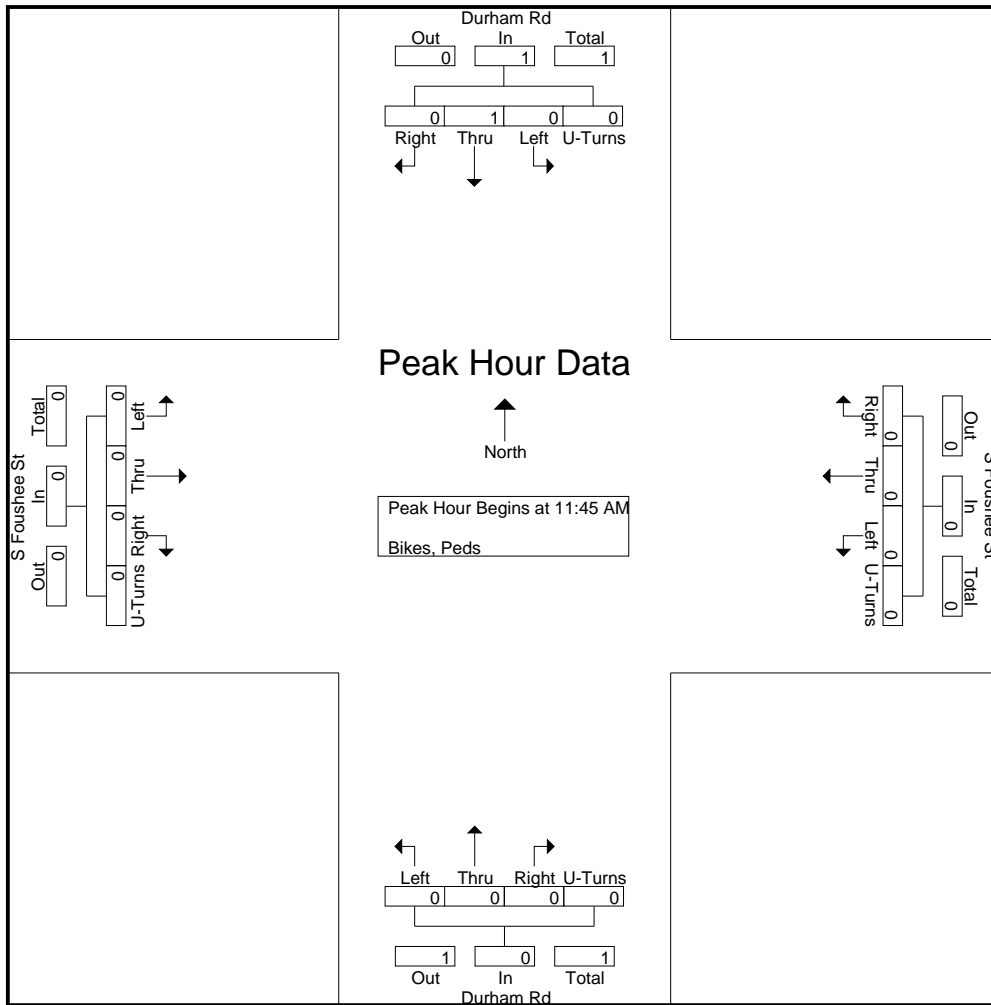 Durham Rd
Out In Total
0 1 1
0 1 0 0
Right Thru Left U-Turns
Peak Hour Data
North
Peak Hour Begins at 11:45 AM
Bikes, Peds
S Foushee St
Total In Out
0 0 0
0 0 0 0
Left Thru Right U-Turns
Right Thru Left U-Turns
0 0 0 0
Out In Total
0 0 0
S Foushee St
Left Thru Right U-Turns
0 0 0 0
1 0 1
Out In Total
Durham Rd